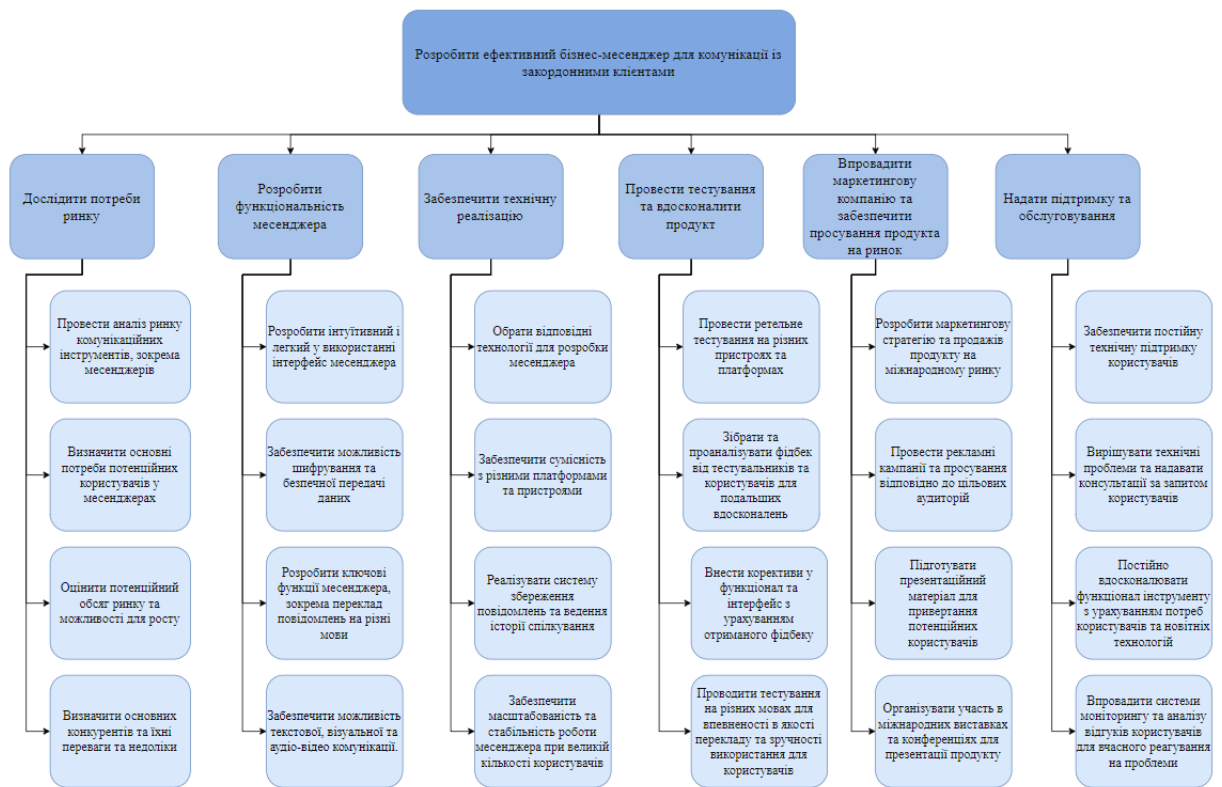 Розробити ефективний бізнес-месенджер для комунікації із
закордонними клієнтами
Дослідити потреби
ринку
Розробити
функціональність
месенджера
Забезпечити технічну
реалізацію
Провести тестування
та вдосконалити
продукт
Впровадити
маркетингову
компанію та
забезпечити
просування продукта
на ринок
Надати підтримку та
обслуговування
Провести аналіз ринку
комунікаційних
інструментів, зокрема
месенджерів
Розробити інтуїтивний і
легкий у використанні
інтерфейс месенджера
Обрати відповідні
технології для розробки
месенджера
Провести ретельне
тестування на різних
пристроях та
платформах
Розробити маркетингову
стратегію та продажів
продукту на
міжнародному ринку
Забезпечити постійну
технічну підтримку
користувачів
Визначити основні
потреби потенційних
користувачів у
месенджерах
Забезпечити можливість
шифрування та
безпечної передачі
даних
Забезпечити сумісність
з різними платформами
та пристроями
Зібрати та
проаналізувати фідбек
від тестувальників та
користувачів для
подальших
вдосконалень
Провести рекламні
кампанії та просування
відповідно до цільових
аудиторій
Вирішувати технічні
проблеми та надавати
консультації за запитом
користувачів
Оцінити потенційний
обсяг ринку та
можливості для росту
Розробити ключові
функції месенджера,
зокрема переклад
повідомлень на різні
мови
Реалізувати систему
збереження
повідомлень та ведення
історії спілкування
Внести корективи у
функціонал та
інтерфейс з
урахуванням
отриманого фідбеку
Підготувати
презентаційний
матеріал для
привертання
потенційних
користувачів
Постійно
вдосконалювати
функціонал інструменту
з урахуванням потреб
користувачів та новітніх
технологій
Визначити основних
конкурентів та їхні
переваги та недоліки
Забезпечити можливість
текстової, візуальної та
аудіо-відео комунікації.
Забезпечити
масштабованість та
стабільність роботи
месенджера при великій
кількості користувачів
Проводити тестування
на різних мовах для
впевненості в якості
перекладу та зручності
використання для
користувачів
Організувати участь в
міжнародних виставках
та конференціях для
презентації продукту
Впровадити системи
моніторингу та аналізу
відгуків користувачів
для вчасного реагування
на проблеми